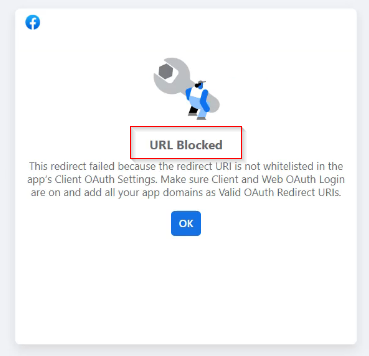 URL Blocked
This redirect failed because the redirect URI is not whitelisted in the
app's Client OAuth Settings. Make sure Client and Web OAuth Login
are on and add all your app domains as Valid OAuth Redirect URIs.
OK